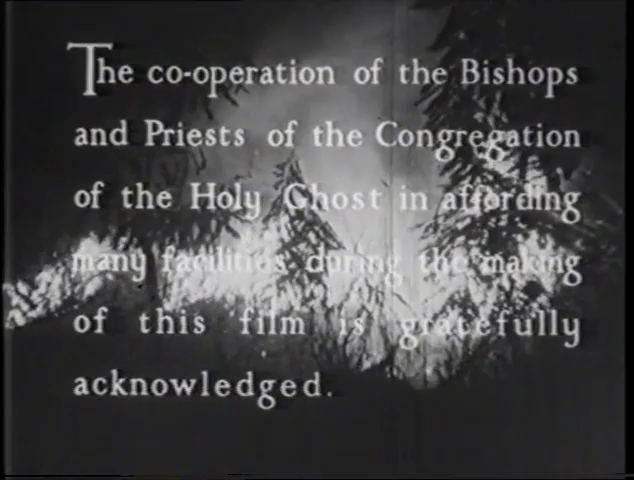 The co-operation of the Bishops
and Priests of the Congregation
of the Holy Ghost in affording
many facilities during the making
of this film is gratefully
acknowledged.